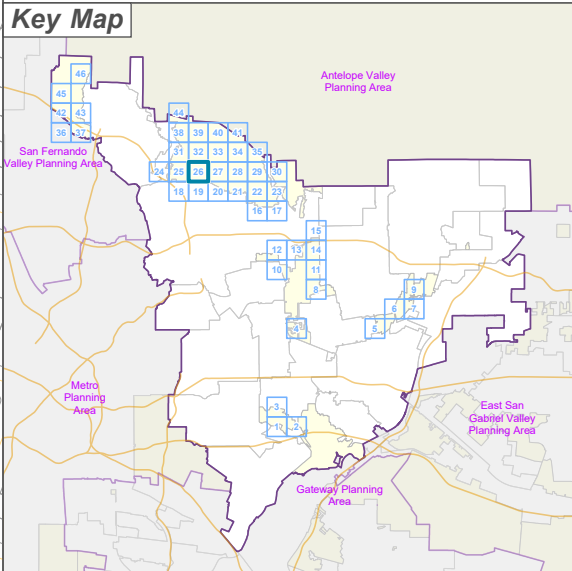 Key Map
Antelope Valley
Planning Area
46
45
42 43
36 37
San Fernando
Valley Planning Area
44
38 39 40 41
31 32 33 34 35
24 25 26 27 28 29 30
18 19 20 21 22 23
16 17
15
12 13 14
10 11
8
9
6 7
4
5
3
1 2
Metro
Planning
Area
East San
Gabriel Valley
Planning Area
Gateway Planning
Area